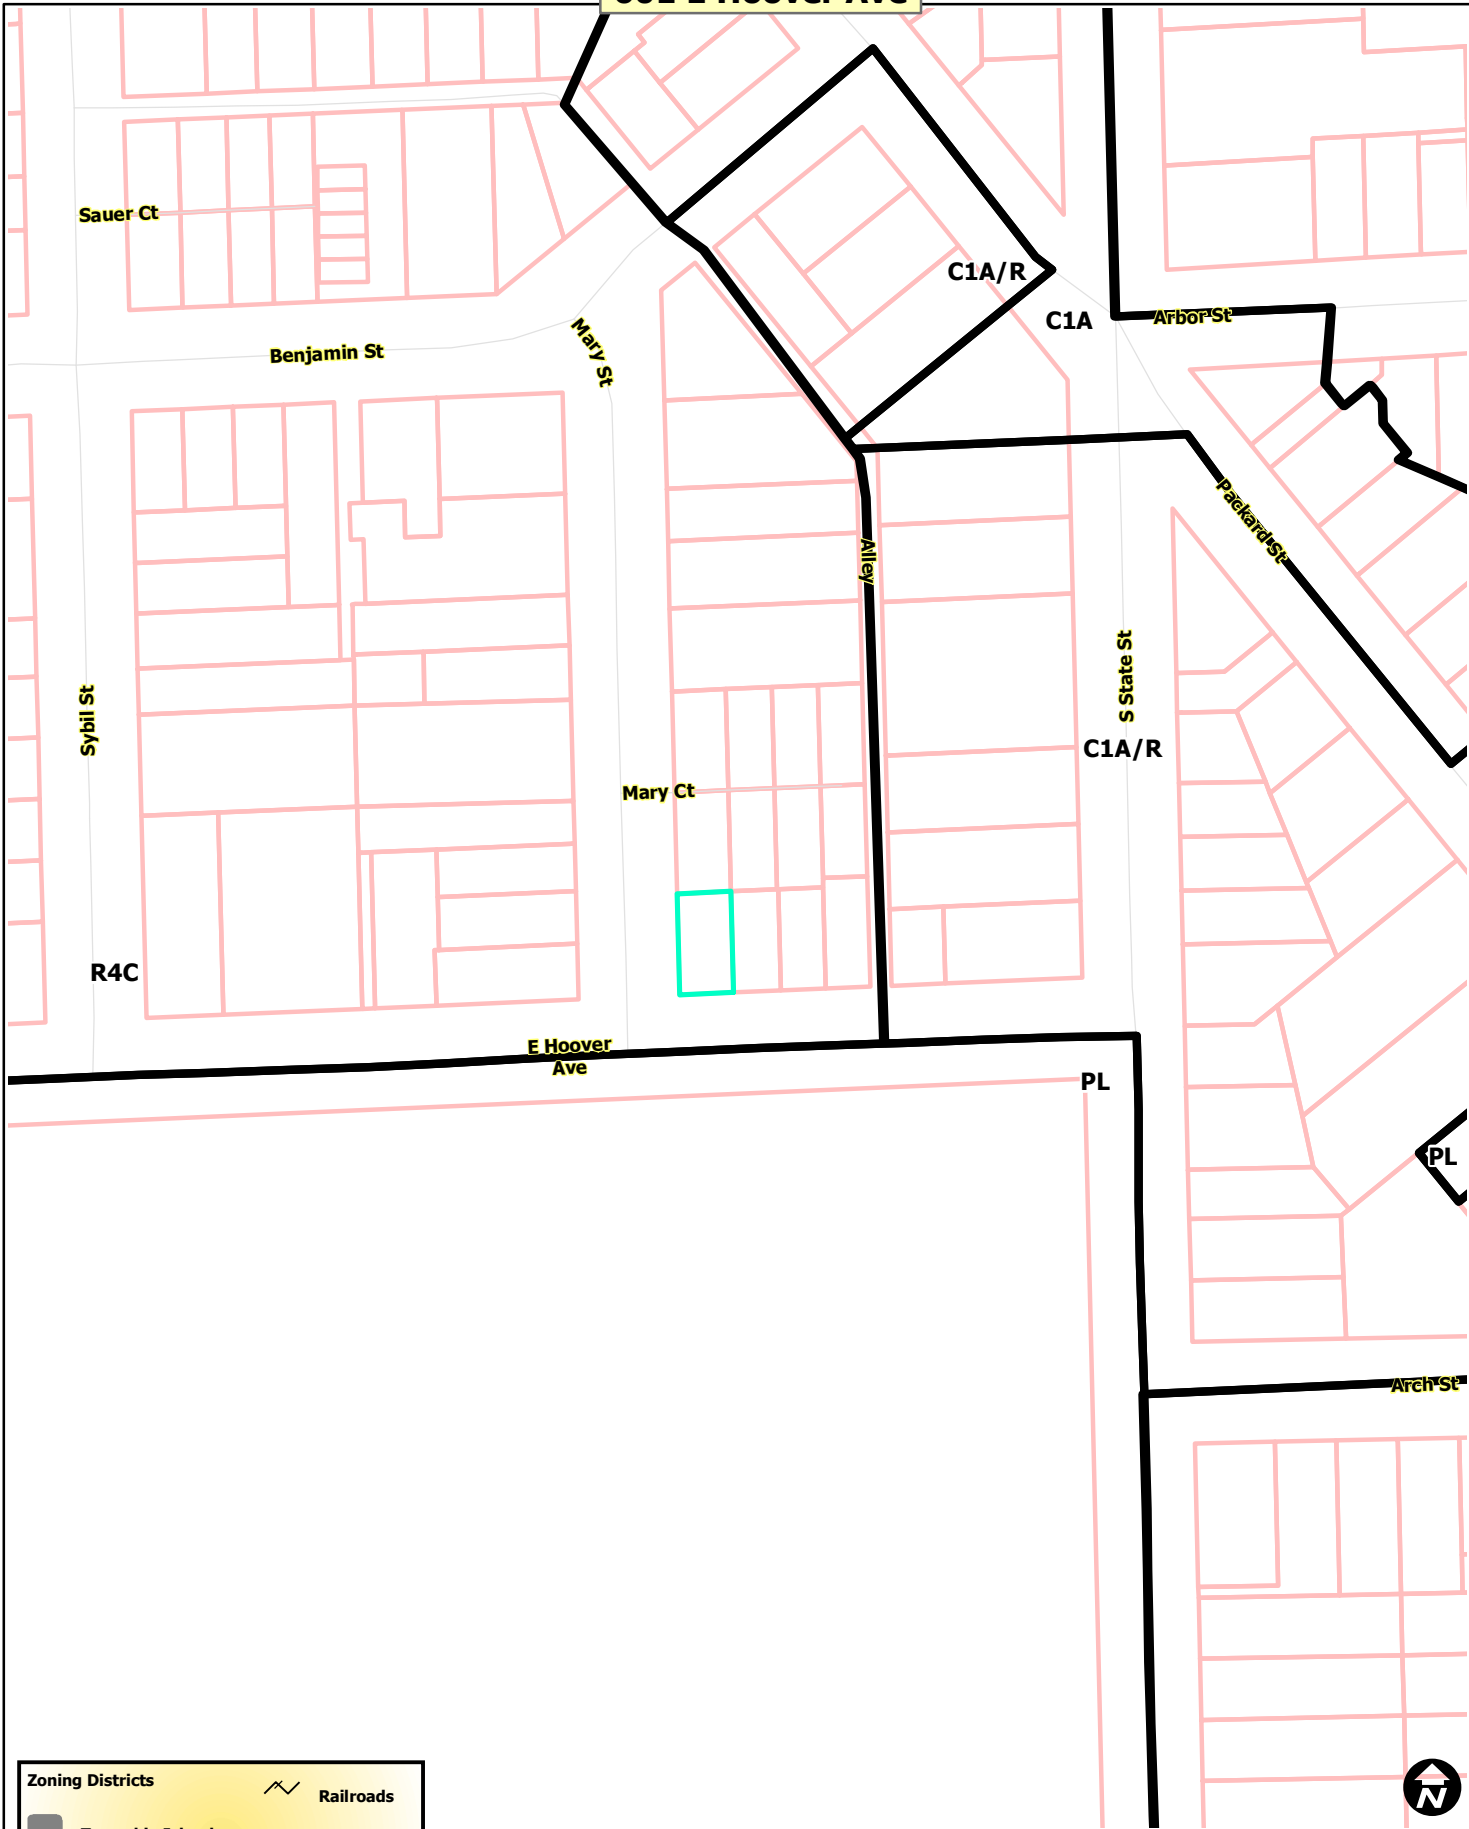 Sauer Ct
C1A/R
C1A
Arbor St
Benjamin St
Mary St
Packard St
Alley
S State St
Sybil St
C1A/R
Mary Ct
R4C
E Hoover
Ave
PL
PL
Arch St
Zoning Districts
Railroads
N